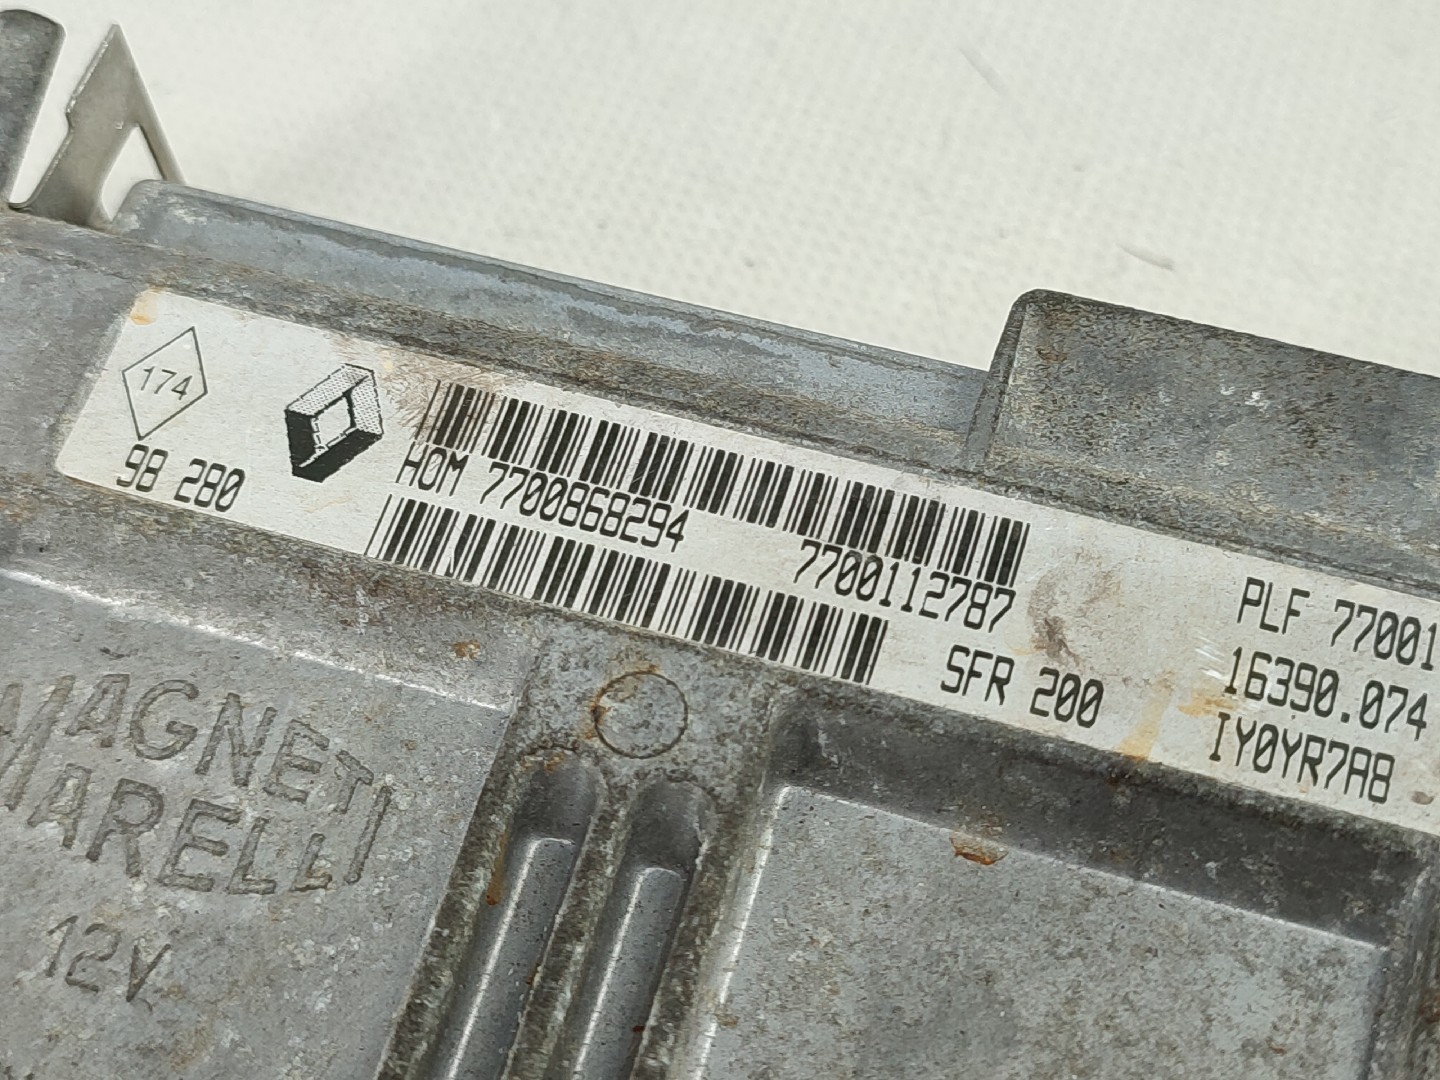 174
98 280
HOM 7700868294
7700112787
SFR 200
PLF 77001
16390.074
IY0YR7A8
MAGNETI
MARELLI
12V